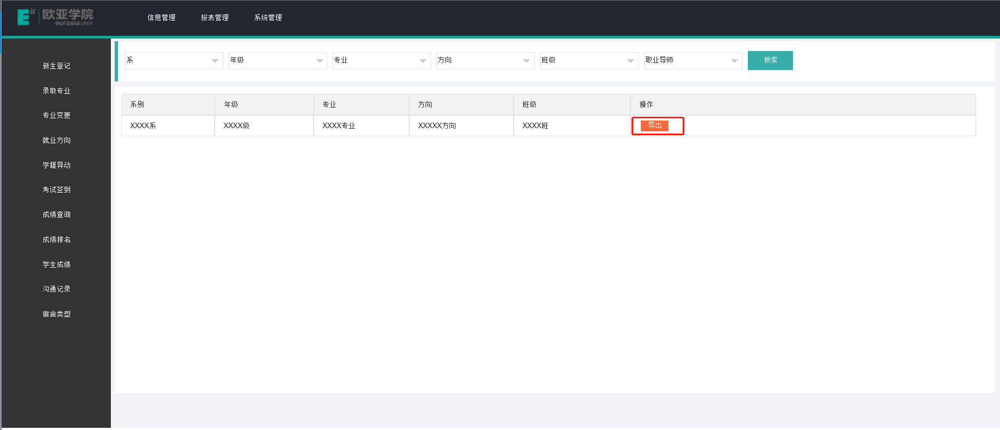 欧亚学院
eurasia UNIV.
信息管理 报表管理 系统管理
新生登记
录取专业
专业变更
就业方向
学籍异动
考试签到
成绩查询
成绩排名
学生成绩
沟通记录
宿舍类型
系 年级 专业 方向 班级 职业导师 搜索
系别 年级 专业 方向 班级 操作
XXXX系 XXXX级 XXXX专业 XXXXX方向 XXXX班 导出